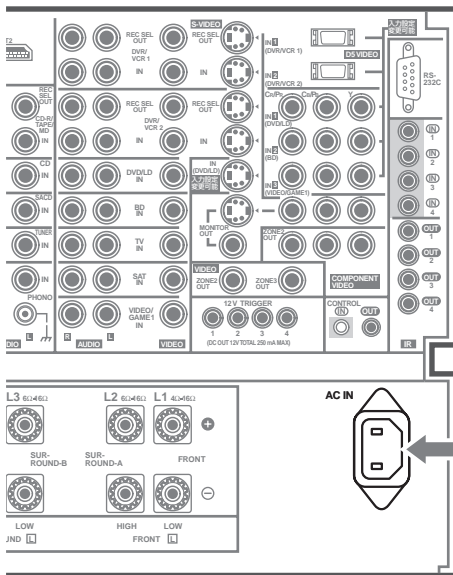 T2
S-VIDEO
入力設定
変更可能
REC SEL
OUT
REC SEL
OUT
DVR/
VCR 1
IN 1
(DVR/VCR 1)
D5 VIDEO
RS-
232C
IN
IN
IN 2
(DVR/VCR 2)
REC
SEL
OUT
REC SEL
OUT
REC SEL
OUT
CR/PR
CB/PB
Y
CD-R/
TAPE/
MD
IN
DVR/
VCR 2
IN
IN
IN 1
(DVD/LD)
IN
1
IN 2
(BD)
IN
2
CD
IN
DVD/LD
IN
IN
(DVD/LD)
入力設定
変更可能
IN 3
(VIDEO/GAME1)
IN
3
SACD
IN
BD
IN
IN
4
MONITOR
OUT
TUNER
IN
TV
IN
ZONE2
OUT
OUT
1
OUT
2
IN
SAT
IN
VIDEO
ZONE2
OUT
ZONE3
OUT
COMPONENT
VIDEO
OUT
3
PHONO
VIDEO/
GAME1
IN
12 V TRIGGER
CONTROL
IN
OUT
OUT
4
1
2
3
4
DIO
L
R
AUDIO
L
VIDEO
(DC OUT 12V TOTAL 250 mA MAX)
IR
L3 6Ω-16Ω
L2 6Ω-16Ω
L1 4Ω-16Ω
AC IN
SUR-
ROUND-B
SUR-
ROUND-A
FRONT
LOW
HIGH
LOW
UND L
FRONT L